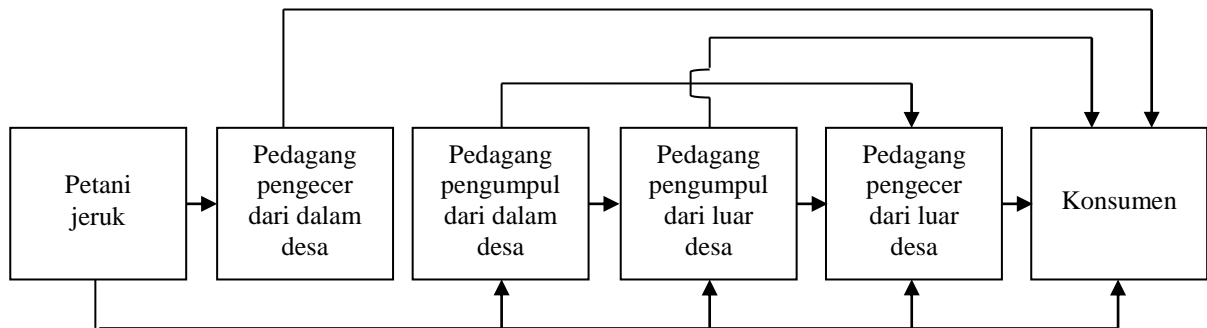 Petani
jeruk
Pedagang
pengecer
dari dalam
desa
Pedagang
pengumpul
dari dalam
desa
Pedagang
pengumpul
dari luar
desa
Pedagang
pengecer
dari luar
desa
Konsumen